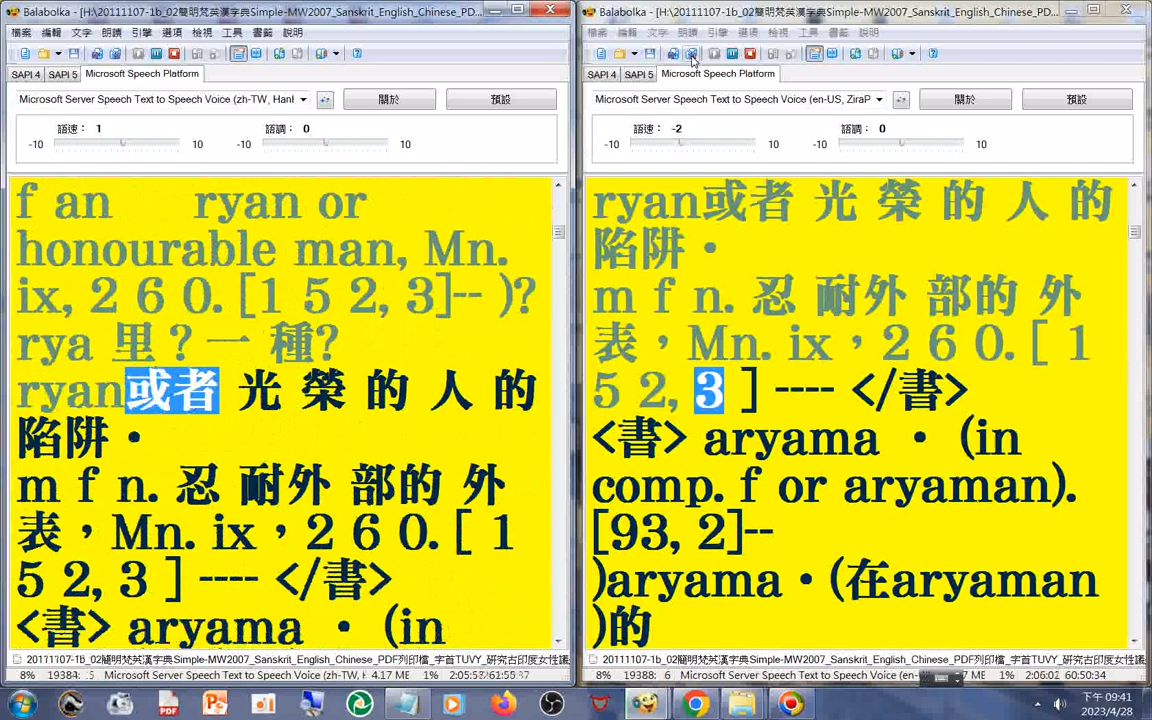 Balabolka - [H:\20111107-1b_02簡明梵英漢字典Simple-MW2007_Sanskrit_English_Chinese_PD...
檔案 編輯 文字 朗讀 引擎 選項 檢視 工具 書籤 說明
SAPI 4 SAPI 5 Microsoft Speech Platform
Microsoft Server Speech Text to Speech Voice (zh-TW, Hanl 關於 預設
語速： 1 語調： 0
-10 10 -10 10
f an ryan or
honourable man, Mn.
ix, 2 6 0. [1 5 2, 3]-- )?
rya 里？一 種?
ryan或者 光 榮 的 人 的
陷阱・
m f n. 忍 耐外 部的 外
表，Mn. ix，2 6 0. [ 1
5 2, 3 ] ---- </書>
<書> aryama ・ (in
20111107-1b_02簡明梵英漢字典Simple-MW2007_Sanskrit_English_Chinese_PDF列印檔_字首TUVY_研究古印度女性議
8% Microsoft Server Speech Text to Speech Voice (zh-TW, H 4.17 ME 1%
Balabolka - [H:\20111107-1b_02簡明梵英漢字典Simple-MW2007_Sanskrit_English_Chinese_PDF...
檔案 編輯 文字 朗讀 引擎 選項 檢視 工具 書籤 說明
SAPI 4 SAPI 5 Microsoft Speech Platform
Microsoft Server Speech Text to Speech Voice (en-US, ZiraP 關於 預設
語速： -2 語調： 0
-10 10 -10 10
ryan或者 光 榮 的 人 的
陷阱・
m f n. 忍 耐外 部的 外
表，Mn. ix，2 6 0. [ 1
5 2, 3 ] ---- </書>
<書> aryama ・ (in
comp. f or aryaman).
[93, 2]--
)aryama・(在aryaman
)的
20111107-1b_02簡明梵英漢字典Simple-MW2007_Sanskrit_English_Chinese_PDF列印檔_字首TUVY_研究古印度女性議
8% 19388: 6 Microsoft Server Speech Text to Speech Voice 1% 2:06:02 60:50:34
下午 09:41
2023/4/28